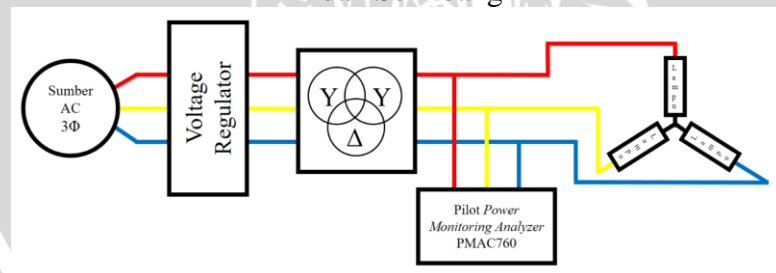 Sumber
AC
3Φ
Voltage
Regulator
Y Y
Δ
Pilot Power
Monitoring Analyzer
PMAC760
Lampu
Lampu
Lampu